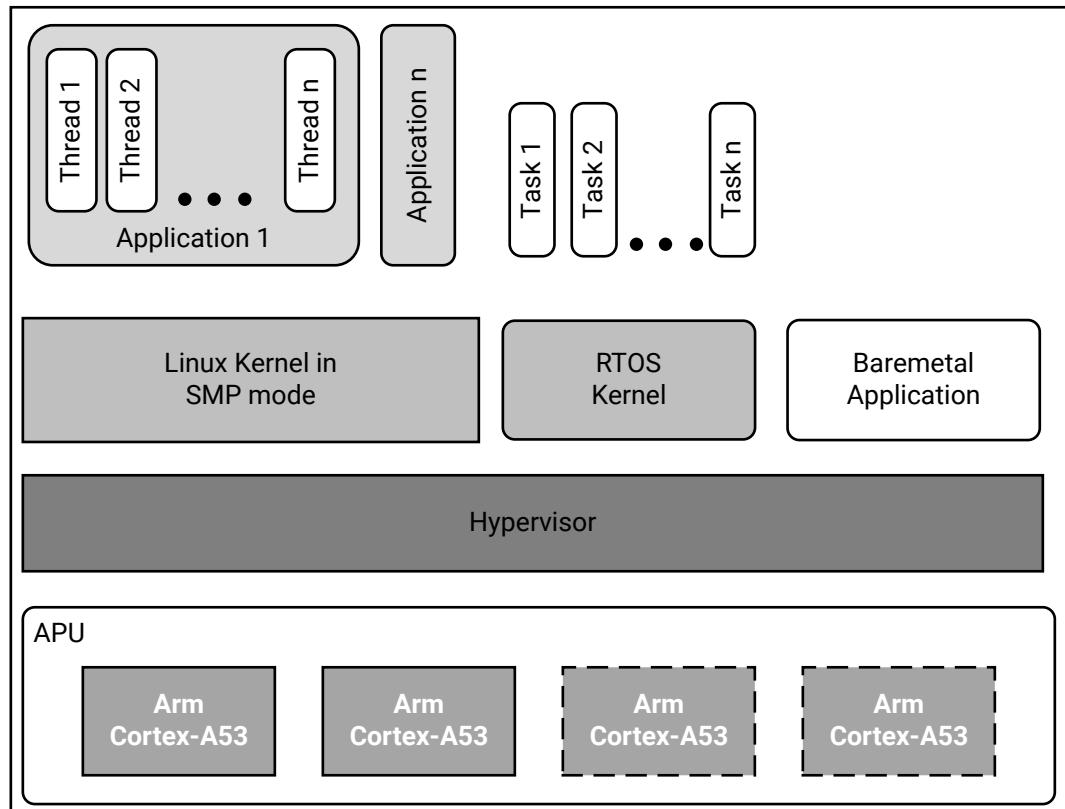 Thread 1
Thread 2
Thread n
Application 1
Application n
Task 1
Task 2
Task n
Linux Kernel in
SMP mode
RTOS
Kernel
Baremetal
Application
Hypervisor
APU
Arm
Cortex-A53
Arm
Cortex-A53
Arm
Cortex-A53
Arm
Cortex-A53